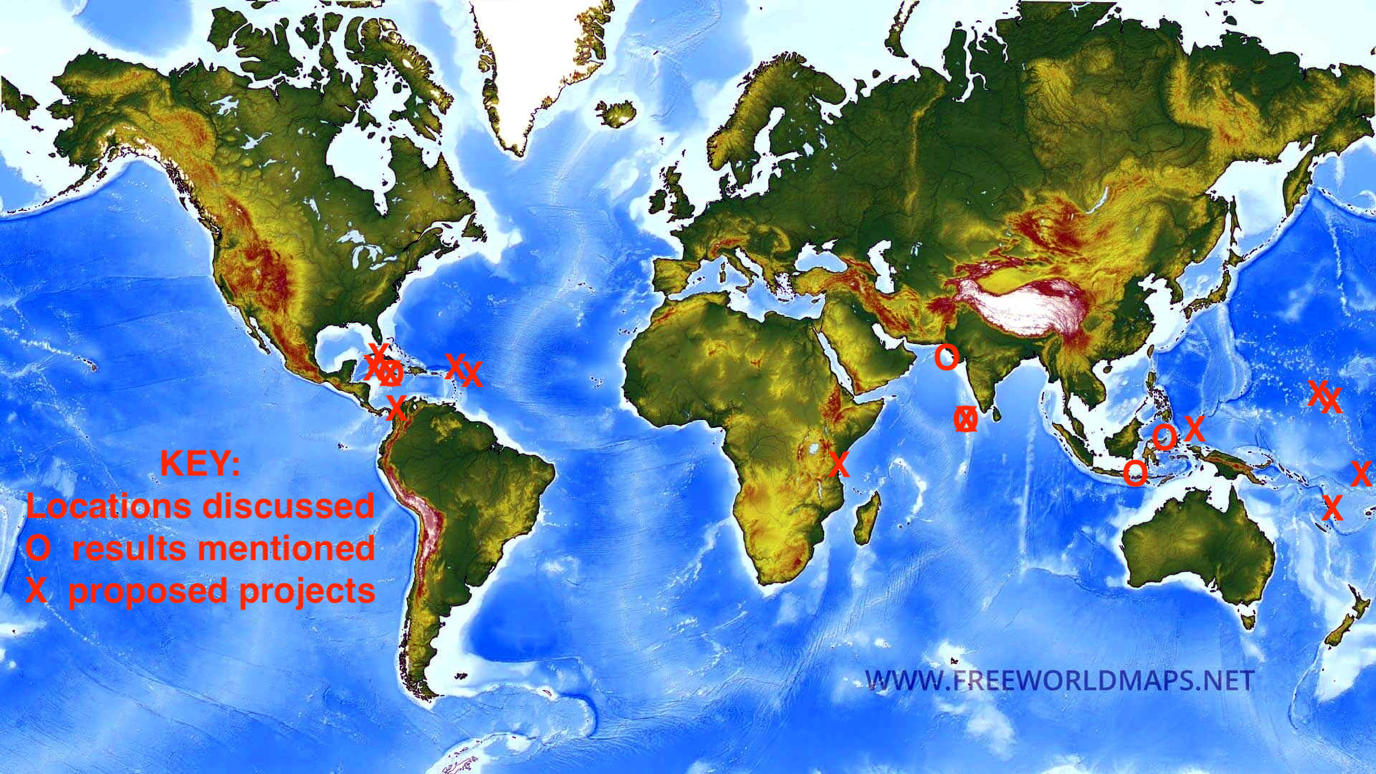 KEY:
Locations discussed
O results mentioned
X proposed projects
X
X
X
X
O
X
X
X
O
O
X
X
X
X
O
X
O
X
X
WWW.FREEWORLDMAPS.NET